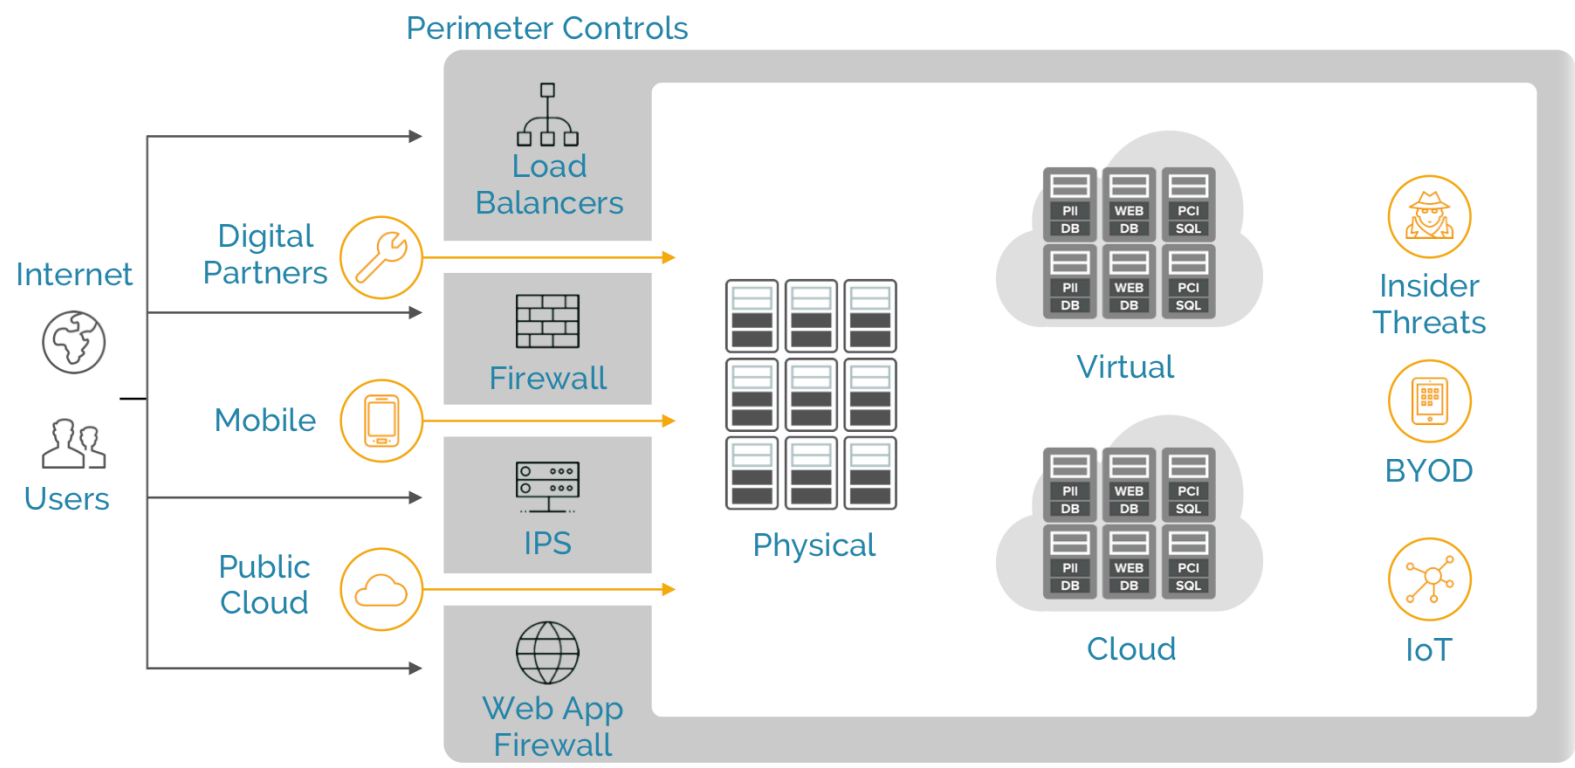 Perimeter Controls
Load
Balancers
Digital
Partners
Internet
Firewall
Mobile
Users
IPS
Public
Cloud
Web App
Firewall
Physical
PII
DB
WEB
DB
PCI
SQL
PII
DB
WEB
DB
PCI
SQL
Virtual
PII
DB
WEB
DB
PCI
SQL
PII
DB
WEB
DB
PCI
SQL
Cloud
Insider
Threats
BYOD
IoT